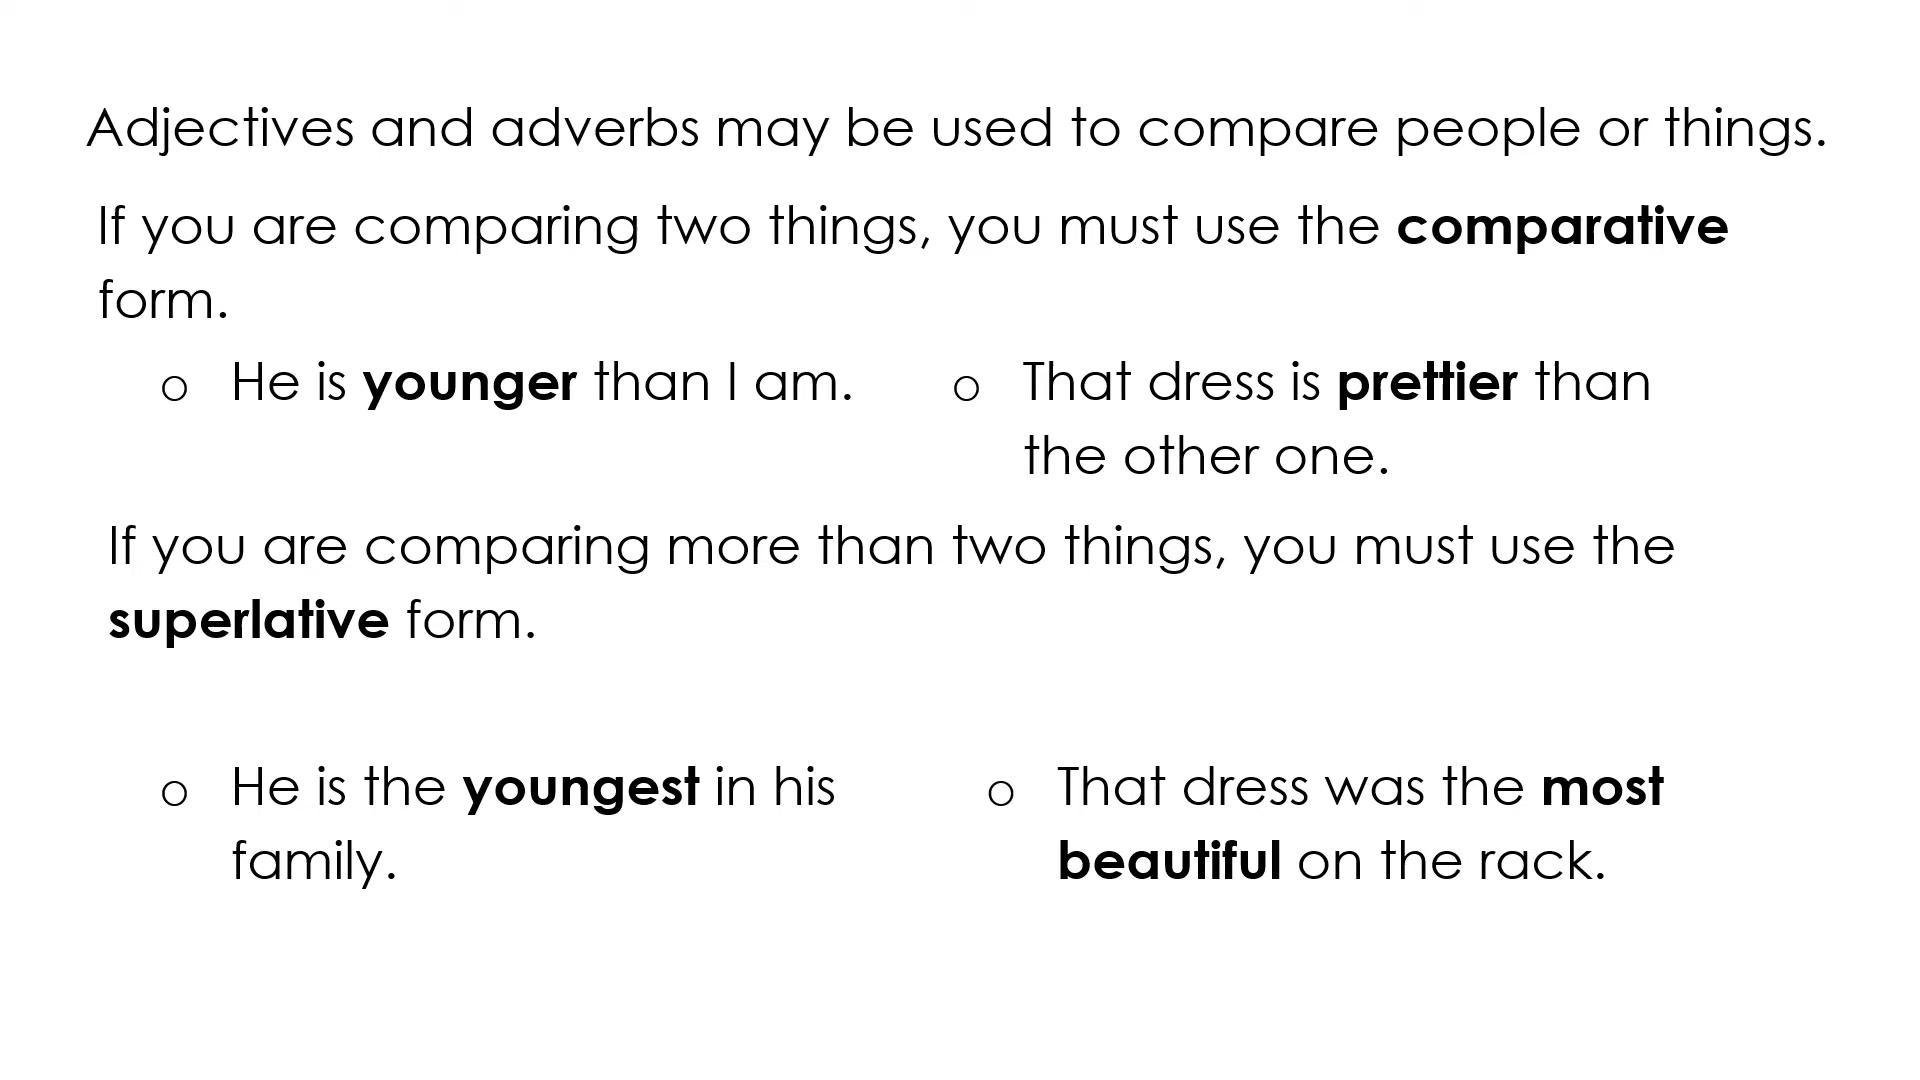 Adjectives and adverbs may be used to compare people or things.
If you are comparing two things, you must use the comparative
form.
o He is younger than I am.
o That dress is prettier than
the other one.
If you are comparing more than two things, you must use the
superlative form.
o He is the youngest in his
family.
o That dress was the most
beautiful on the rack.